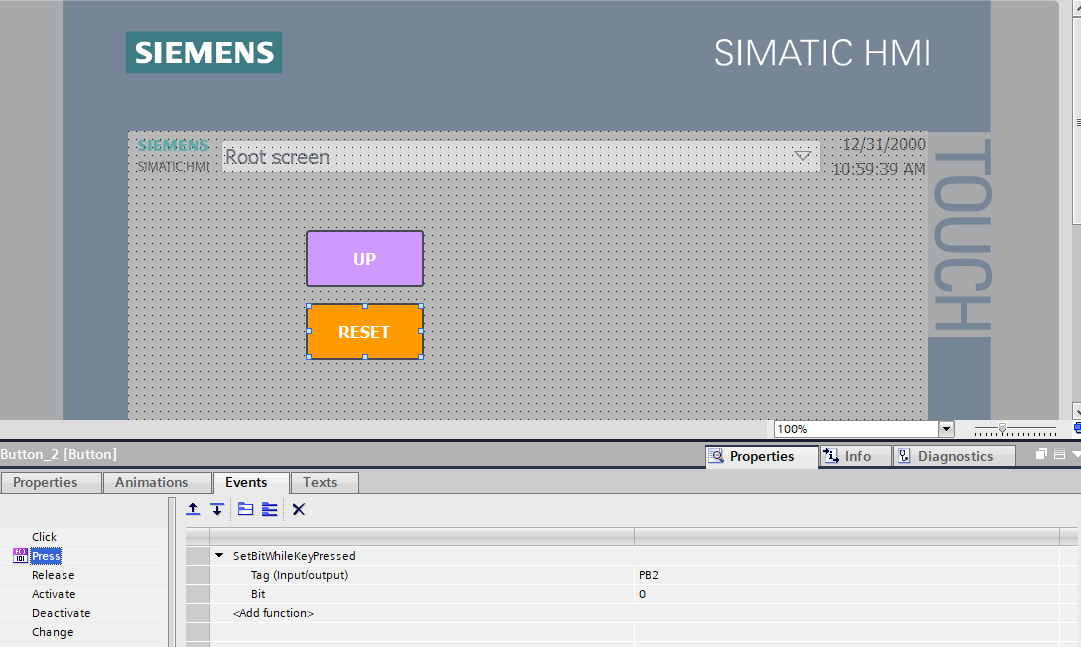 SIEMENS
SIMATIC HMI
SIEMENS
SIMATIC HMI
Root screen
12/31/2000
10:59:39 AM
TOUCH
UP
RESET
100%
Button_2 [Button]
Properties
Info
Diagnostics
Properties
Animations
Events
Texts
Click
Press
Release
Activate
Deactivate
Change
SetBitWhileKeyPressed
Tag (Input/output) PB2
Bit 0
<Add function>